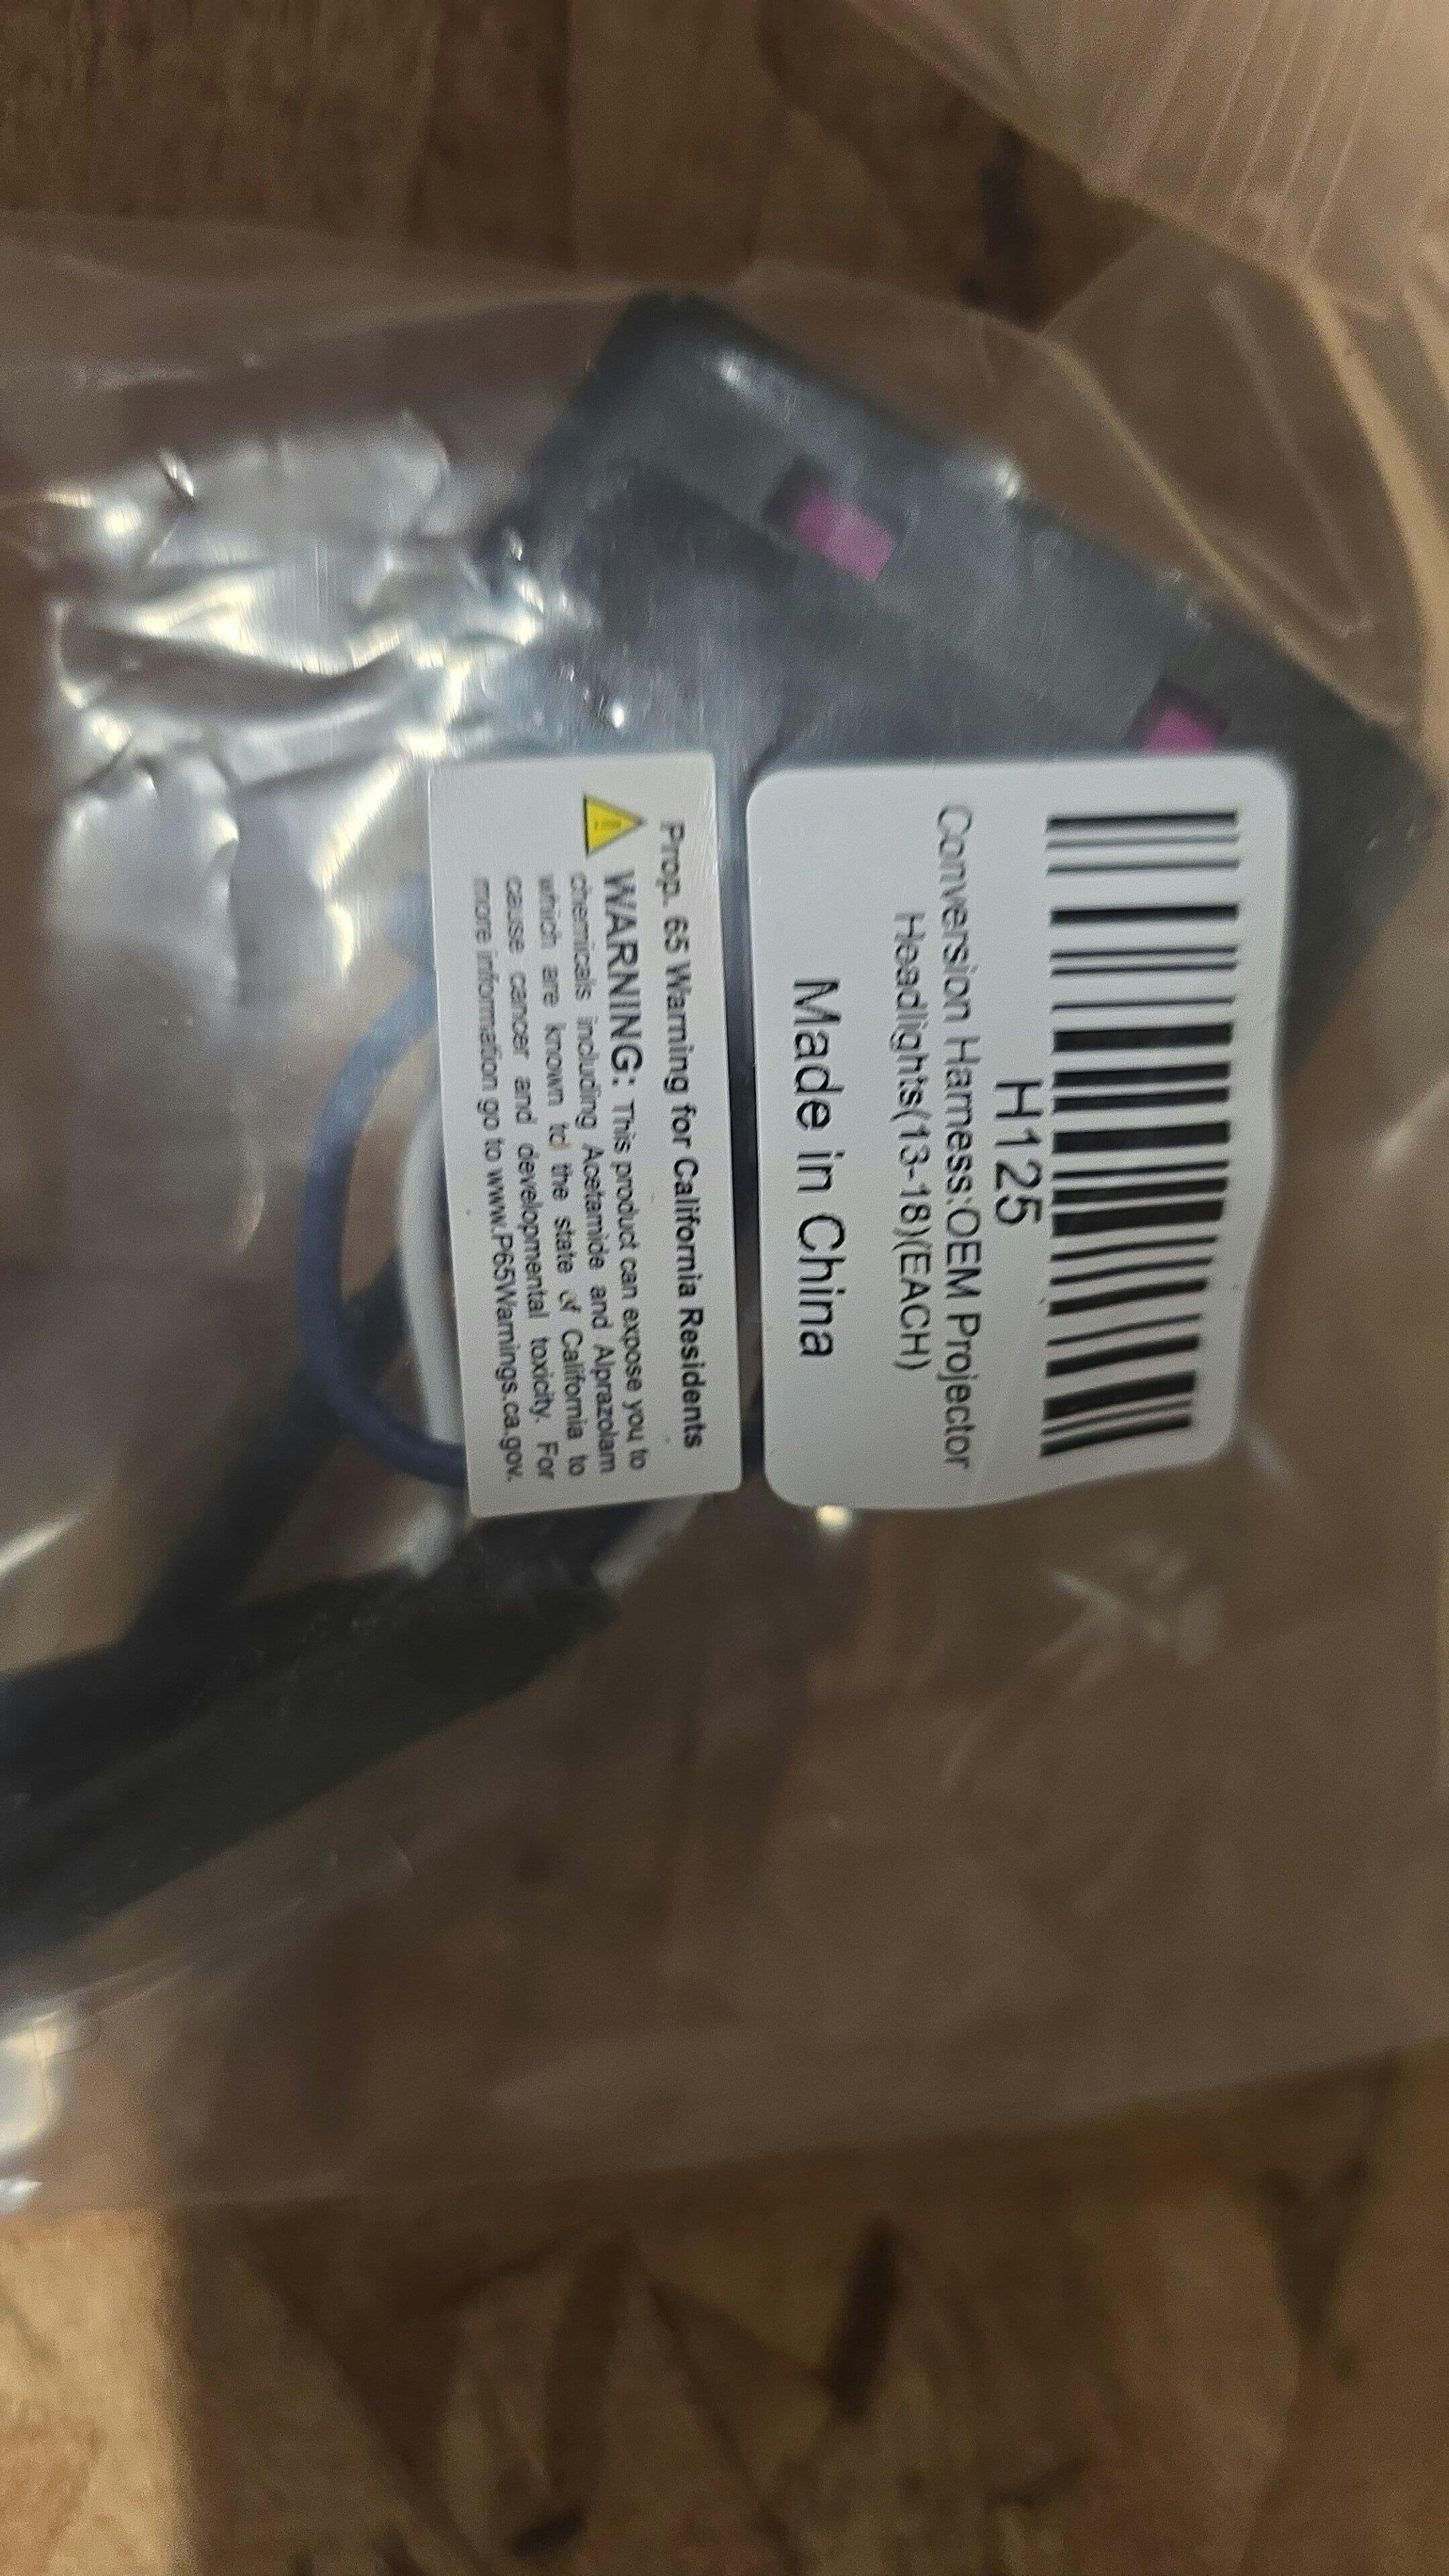 H125
Conversion Harness:OEM Projector
Headlights(13-18)(EACH)
Made in China
Prop. 65 Warning for California Residents
WARNING: This product can expose you to
chemicals including Acetamide and Alprazolam
which are known to the state of California to
cause cancer and developmental toxicity. For
more information go to www.P65Warnings.ca.gov.